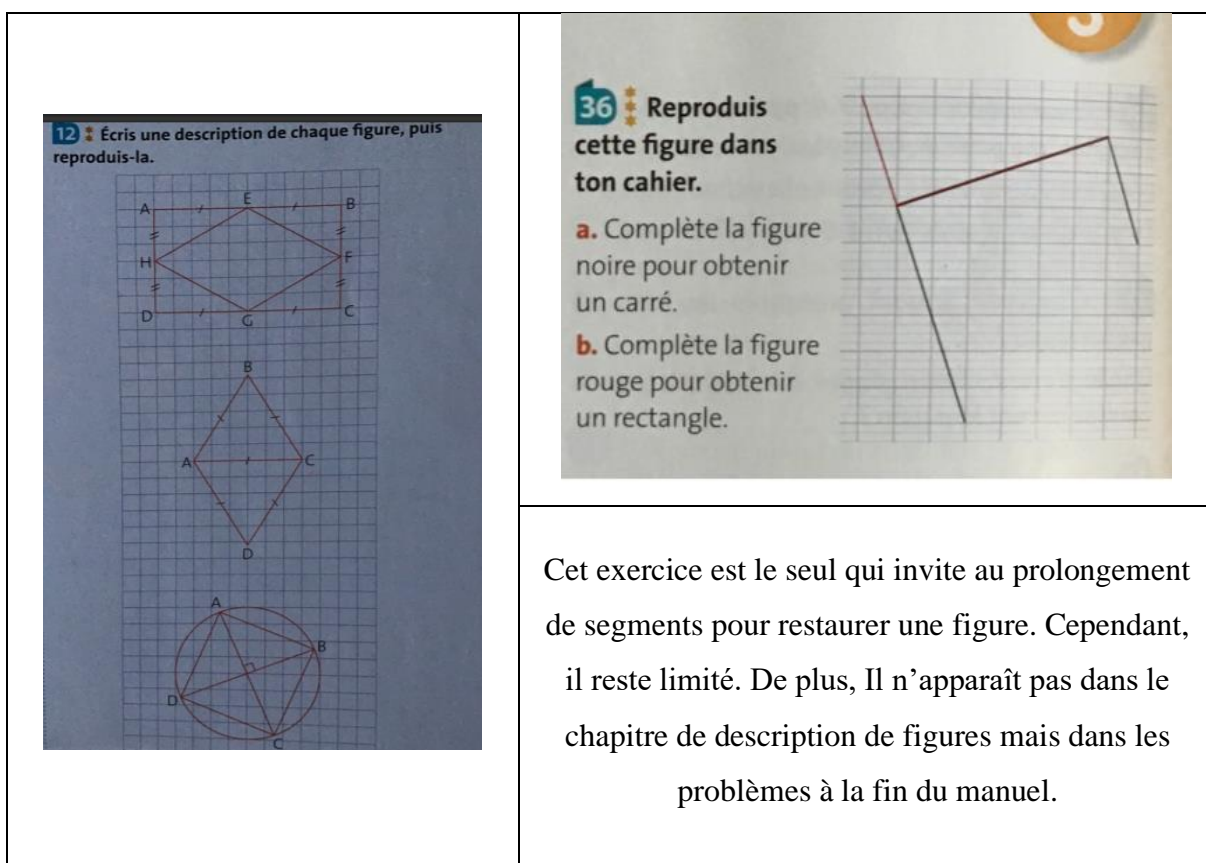 12 Écris une description de chaque figure, puis
reproduis-la.
A E B
H F
D G C
B
A C
D
A
B
D
C
36 Reproduis
cette figure dans
ton cahier.
a. Complète la figure
noire pour obtenir
un carré.
b. Complète la figure
rouge pour obtenir
un rectangle.
Cet exercice est le seul qui invite au prolongement
de segments pour restaurer une figure. Cependant,
il reste limité. De plus, Il n’apparaît pas dans le
chapitre de description de figures mais dans les
problèmes à la fin du manuel.